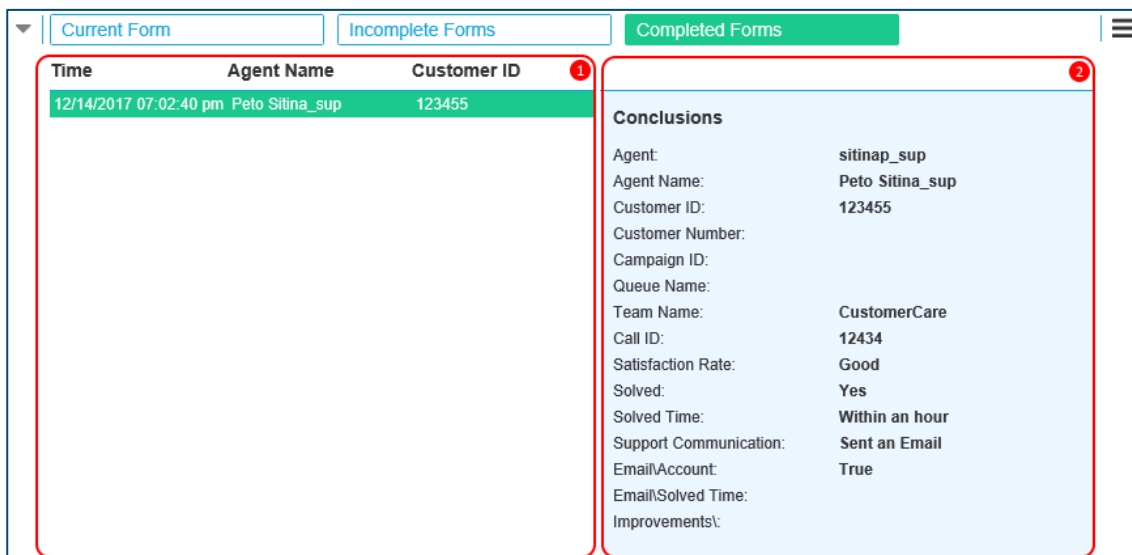 Current Form Incomplete Forms Completed Forms
Time Agent Name Customer ID 1
12/14/2017 07:02:40 pm Peto Sitina_sup 123455
2
Conclusions
Agent: sitinap_sup
Agent Name: Peto Sitina_sup
Customer ID: 123455
Customer Number:
Campaign ID:
Queue Name:
Team Name: CustomerCare
Call ID: 12434
Satisfaction Rate: Good
Solved: Yes
Solved Time: Within an hour
Support Communication: Sent an Email
Email\Account: True
Email\Solved Time:
Improvements\: